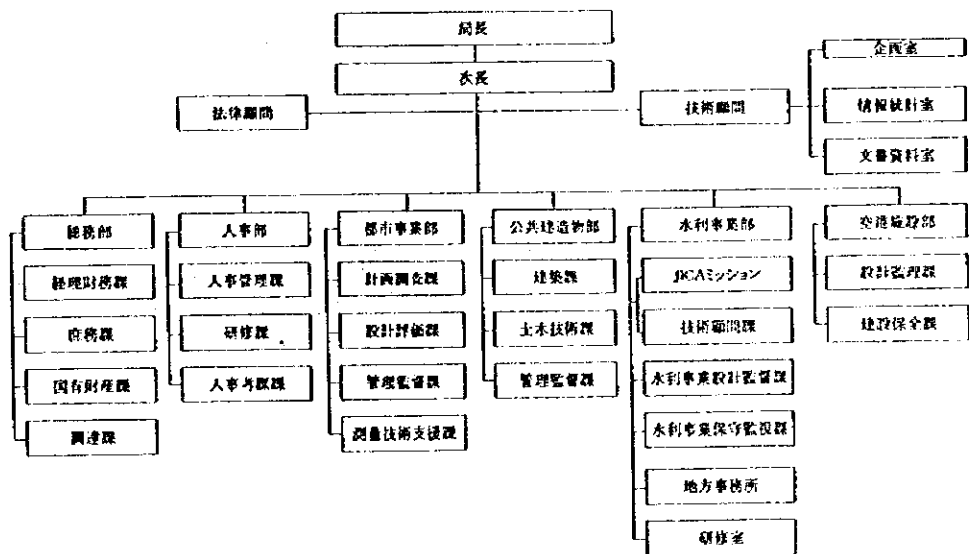 局長
次長
法律顧問
技術顧問
企画室
情報統計室
文書資料室
総務部
経理財務課
庶務課
国有財産課
調達課
人事部
人事管理課
研修課
人事考課課
都市事業部
計画調査課
設計評価課
管理監督課
測量技術支援課
公共建造物部
建築課
土木技術課
管理監督課
水利事業部
JICAミッション
技術顧問課
水利事業設計監督課
水利事業保守監視課
地方事務所
研修室
空港施設部
設計監理課
建設保全課